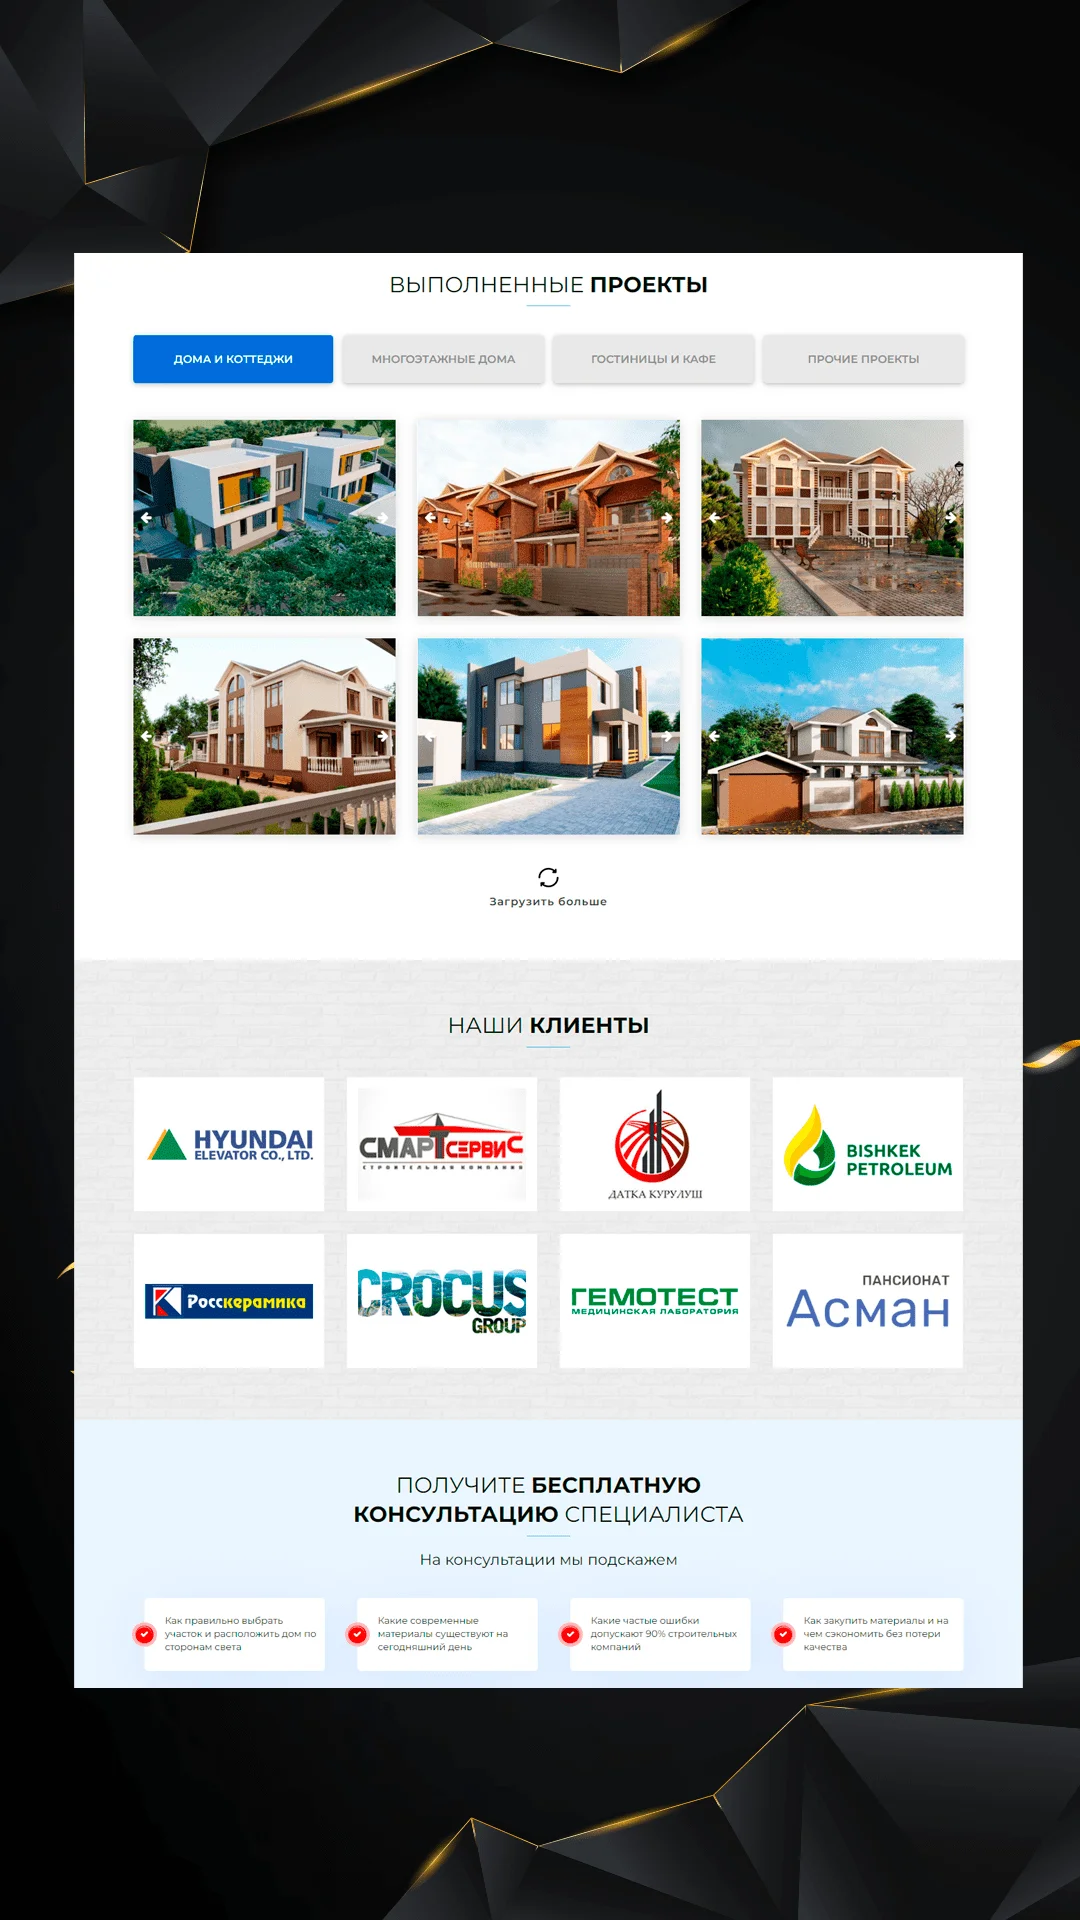 ВЫПОЛНЕННЫЕ ПРОЕКТЫ
ДОМА И КОТТЕДЖИ
МНОГОЭТАЖНЫЕ ДОМА
ГОСТИНИЦЫ И КАФЕ
ПРОЧИЕ ПРОЕКТЫ
Загрузить больше
НАШИ КЛИЕНТЫ
HYUNDAI
ELEVATOR CO., LTD.
СМАРТСЕРВИС
СТРОИТЕЛЬНАЯ КОМПАНИЯ
ДАТКА КУРУЛУШ
BISHKEK
PETROLEUM
Росскерамика
CROCUS
GROUP
ГЕМОТЕСТ
МЕДИЦИНСКАЯ ЛАБОРАТОРИЯ
ПАНСИОНАТ
Асман
ПОЛУЧИТЕ БЕСПЛАТНУЮ
КОНСУЛЬТАЦИЮ СПЕЦИАЛИСТА
На консультации мы подскажем
Как правильно выбрать
участок и расположить дом по
сторонам света
Какие современные
материалы существуют на
сегодняшний день
Какие частые ошибки
допускают 90% строительных
компаний
Как закупить материалы и на
чем сэкономить без потери
качества